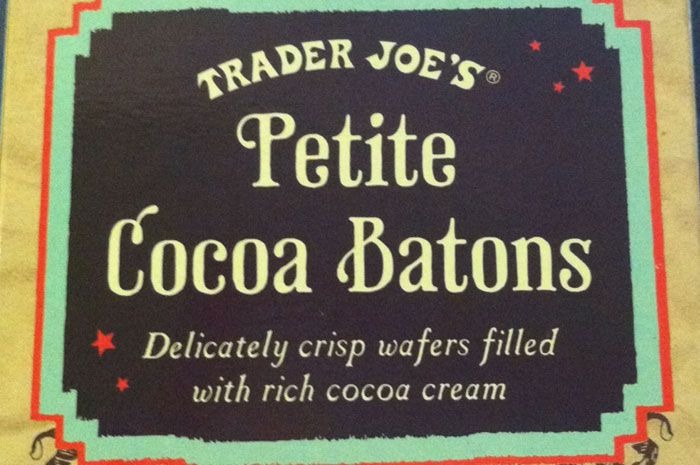 TRADER JOE'S®
Petite
Cocoa Batons
Delicately crisp wafers filled
with rich cocoa cream